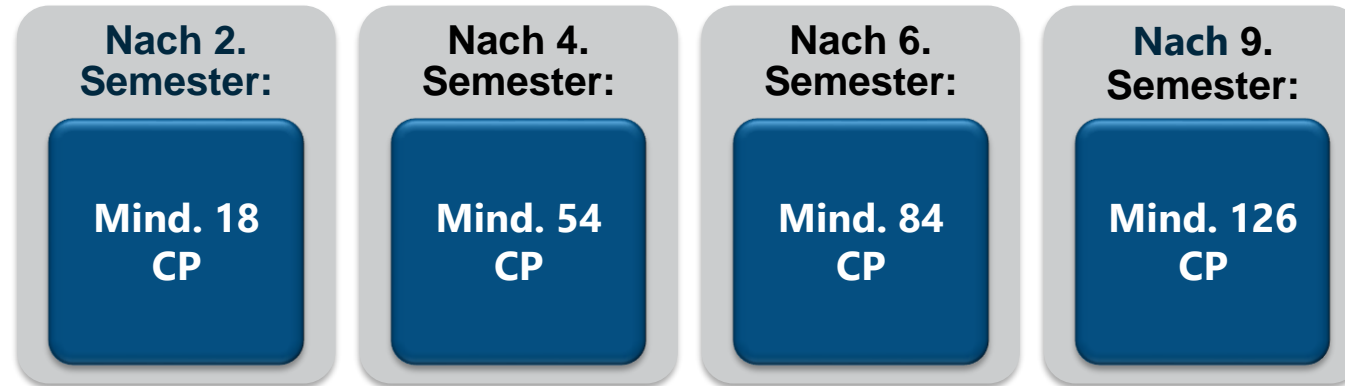 Nach 2.
Semester:
Mind. 18
CP
Nach 4.
Semester:
Mind. 54
CP
Nach 6.
Semester:
Mind. 84
CP
Nach 9.
Semester:
Mind. 126
CP